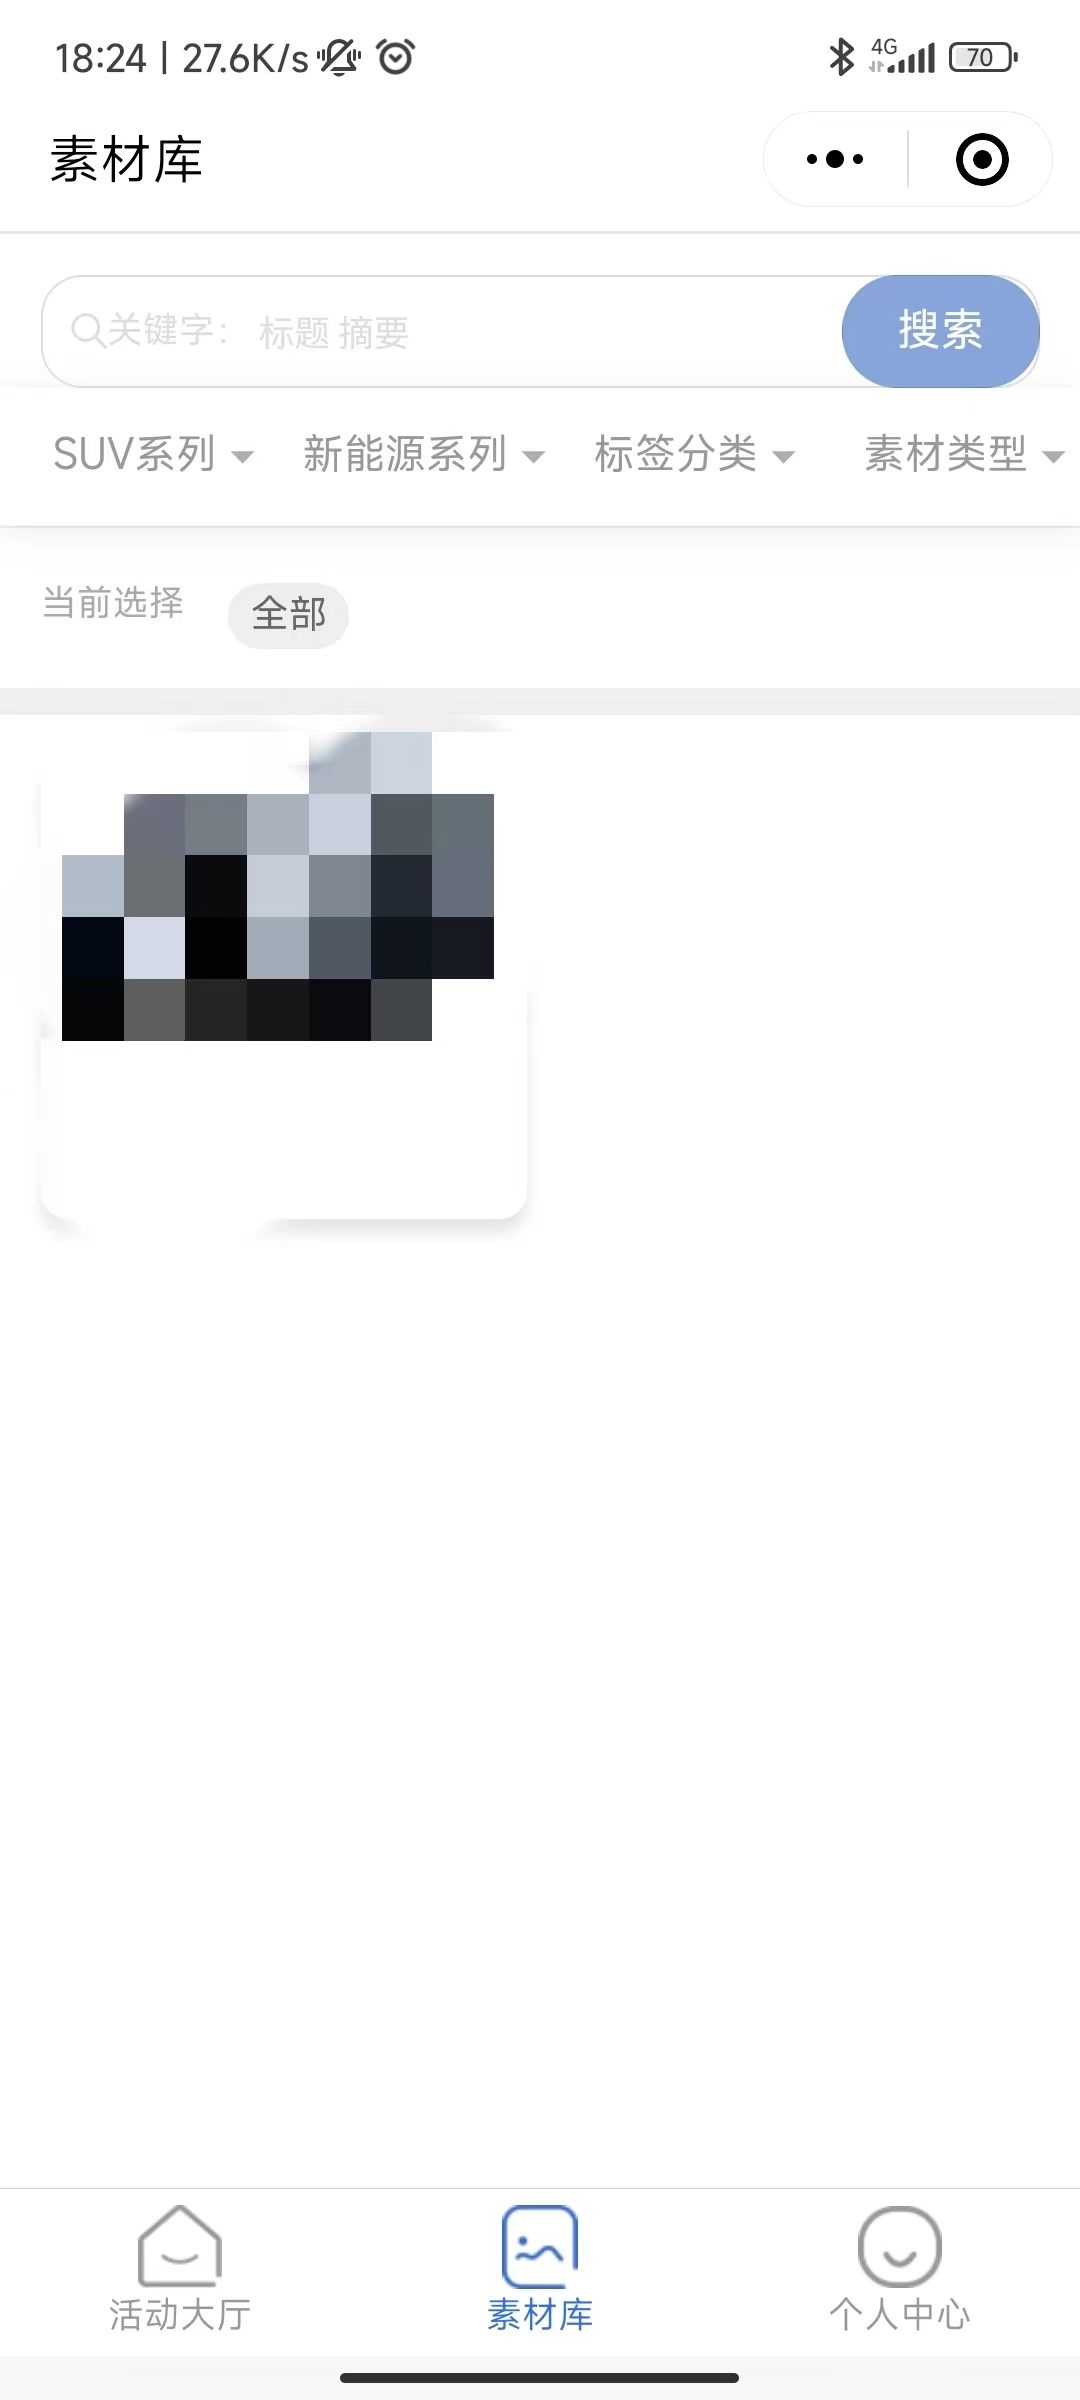 18:24 | 27.6K/s
4G
70
素材库
关键字： 标题 摘要
搜索
SUV系列 新能源系列 标签分类 素材类型
当前选择 全部
活动大厅 素材库 个人中心